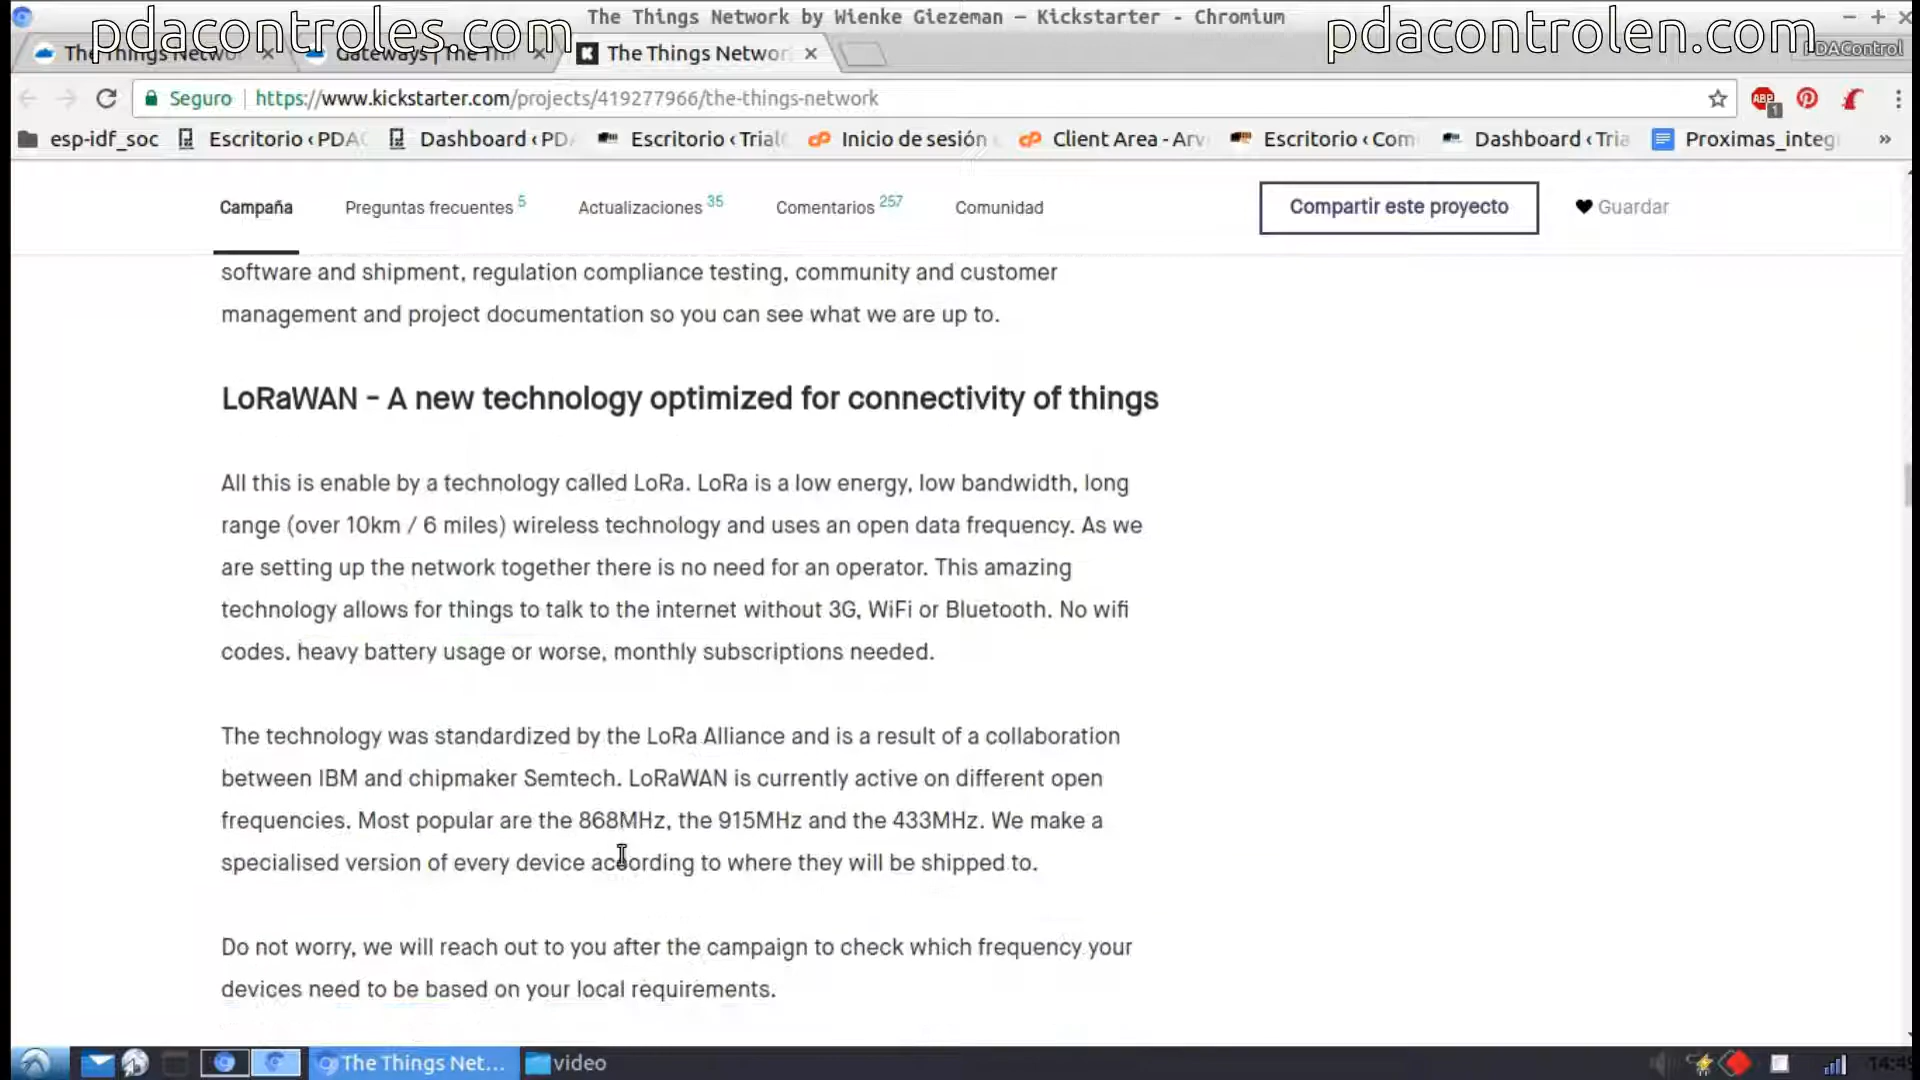 The Things Network by Wienke Giezeman – Kickstarter - Chromium
pdacontroles.com
pdacontrolen.com
PDAControl
The Things Networ
Seguro
https://www.kickstarter.com/projects/419277966/the-things-network
ABP
1
esp-idf_soc
Escritorio ‹ PDA
Dashboard ‹ PD
Escritorio ‹ Trial
Inicio de sesión
Client Area - Arv
Escritorio ‹ Com
Dashboard ‹ Tria
Proximas_integ
»
Campaña
Preguntas frecuentes 5
Actualizaciones 35
Comentarios 257
Comunidad
Compartir este proyecto
Guardar
software and shipment, regulation compliance testing, community and customer
management and project documentation so you can see what we are up to.
LoRaWAN - A new technology optimized for connectivity of things
All this is enable by a technology called LoRa. LoRa is a low energy, low bandwidth, long
range (over 10km / 6 miles) wireless technology and uses an open data frequency. As we
are setting up the network together there is no need for an operator. This amazing
technology allows for things to talk to the internet without 3G, WiFi or Bluetooth. No wifi
codes, heavy battery usage or worse, monthly subscriptions needed.
The technology was standardized by the LoRa Alliance and is a result of a collaboration
between IBM and chipmaker Semtech. LoRaWAN is currently active on different open
frequencies. Most popular are the 868MHz, the 915MHz and the 433MHz. We make a
specialised version of every device according to where they will be shipped to.
Do not worry, we will reach out to you after the campaign to check which frequency your
devices need to be based on your local requirements.
The Things Net...
video